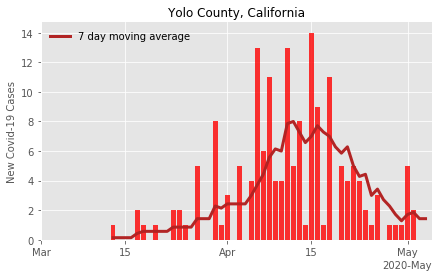 Yolo County, California
7 day moving average
New Covid-19 Cases
14
12
10
8
6
4
2
0
Mar 15 Apr 15 May
2020-May